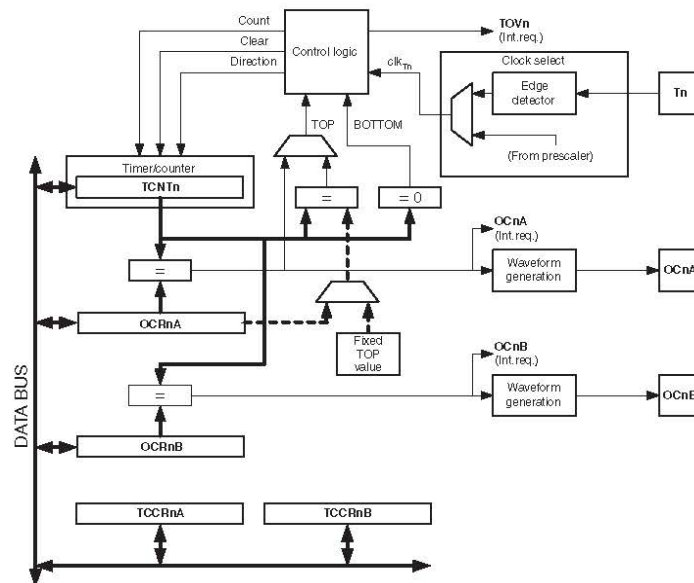 Count
Clear
Direction
Control logic
TOVn
(Int.req.)
clkTn
Clock select
Edge
detector
Tn
(From prescaler)
TOP
BOTTOM
Timer/counter
TCNTn
=
= 0
OCnA
(Int.req.)
=
Waveform
generation
OCnA
OCRnA
Fixed
TOP
value
OCnB
(Int.req.)
=
Waveform
generation
OCnB
OCRnB
DATA BUS
TCCRnA
TCCRnB